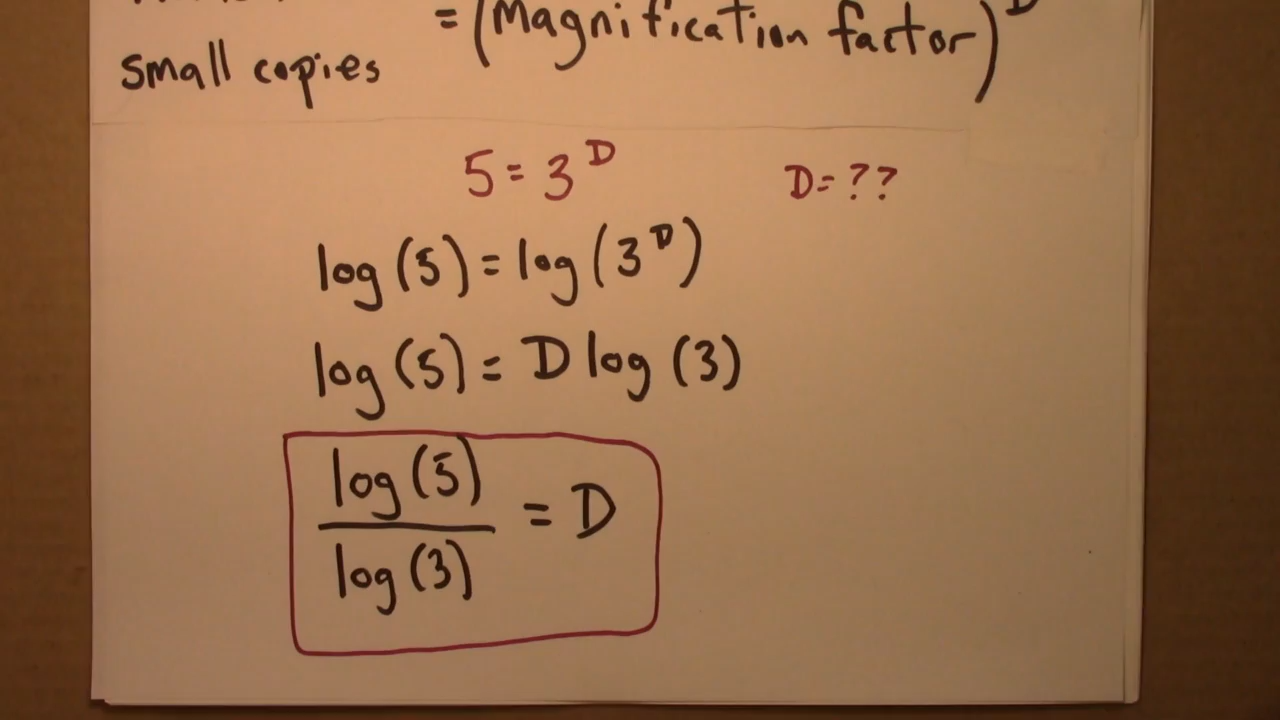 = (Magnification factor)^D
small copies
5 = 3^D D = ??
log(5) = log(3^D)
log(5) = D log(3)
log(5)
/ log(3) = D